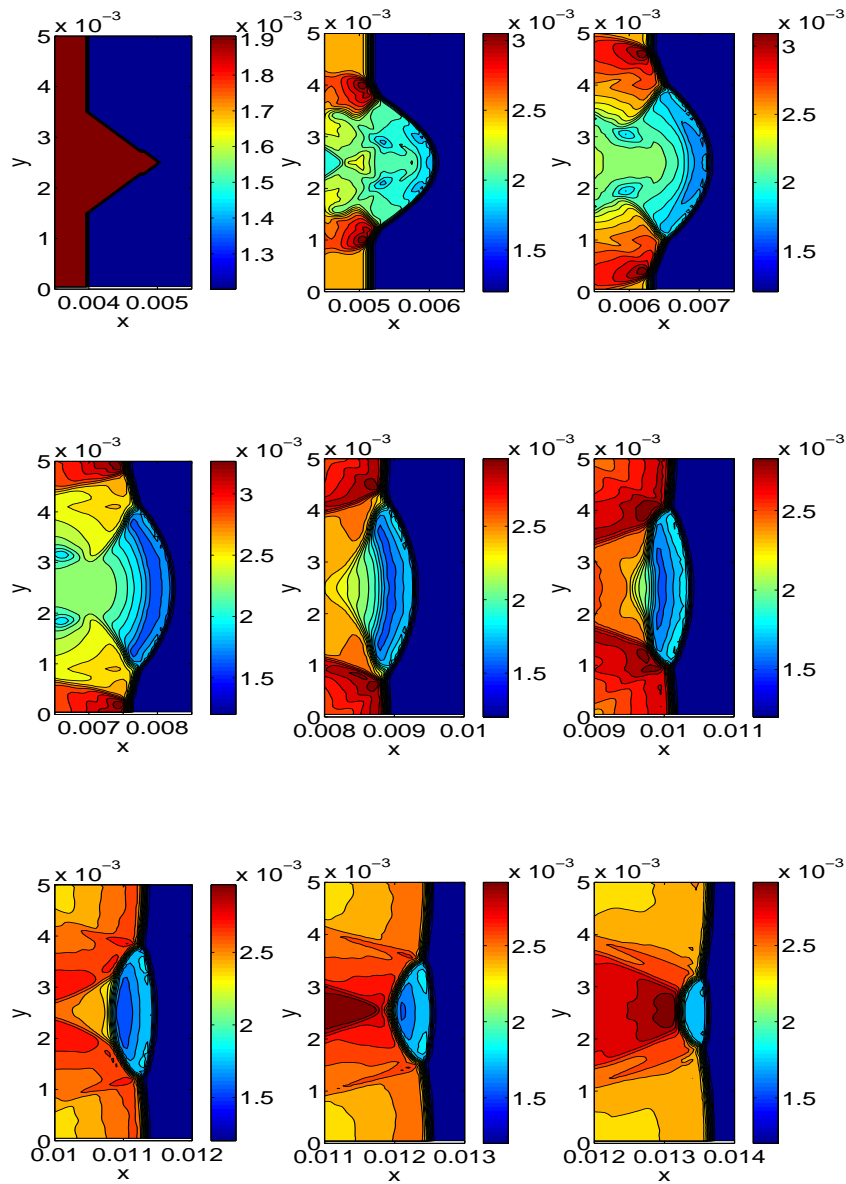 x 10−3 x 10−3 x 10−3
x 10−3 x 10−3 x 10−3
5 1.9 5 3 5 3
1.8
4 4 4
1.7 2.5 2.5
3 3 3
1.6
y y y
2 1.5 2 2 2 2
1.4
1 1 1.5 1 1.5
1.3
0 0 0
0.004 0.005 0.005 0.006 0.006 0.007
x x x
x 10−3 x 10−3 x 10−3
x 10−3 x 10−3 x 10−3
5 5 5
3
4 4 2.5 4 2.5
3 2.5 3 3
y y y
2 2 2 2 2 2
1 1.5 1 1.5 1 1.5
0 0 0
0.007 0.008 0.008 0.009 0.01 0.009 0.01 0.011
x x x
x 10−3 x 10−3 x 10−3
x 10−3 x 10−3 x 10−3
5 5 5
4 2.5 4 2.5 4 2.5
3 3 3
y y y
2 2 2 2 2 2
1 1.5 1 1.5 1 1.5
0 0 0
0.01 0.011 0.012 0.011 0.012 0.013 0.012 0.013 0.014
x x x